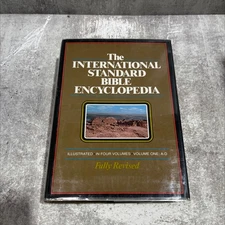 The
INTERNATIONAL
STANDARD
BIBLE
ENCYCLOPEDIA
ILLUSTRATED IN FOUR VOLUMES VOLUME ONE: A-D
Fully Revised